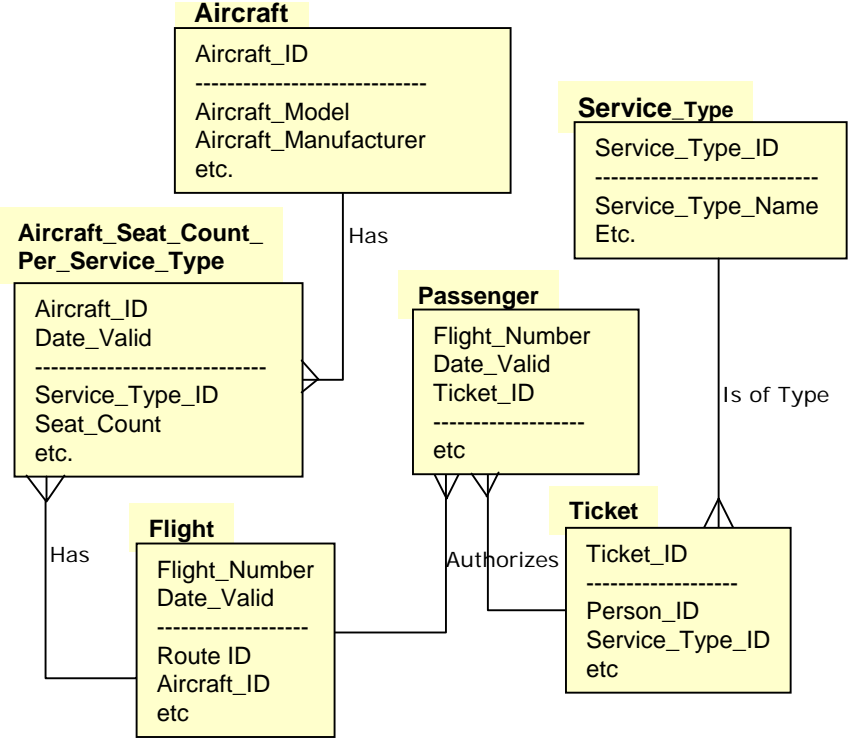 Aircraft
Aircraft_ID
-----------------------------
Aircraft_Model
Aircraft_Manufacturer
etc.
Service_Type
Service_Type_ID
----------------------------
Service_Type_Name
Etc.
Has
Aircraft_Seat_Count_
Per_Service_Type
Aircraft_ID
Date_Valid
-----------------------------
Service_Type_ID
Seat_Count
etc.
Passenger
Flight_Number
Date_Valid
Ticket_ID
-------------------
etc
Is of Type
Has
Flight
Flight_Number
Date_Valid
-------------------
Route ID
Aircraft_ID
etc
Authorizes
Ticket
Ticket_ID
-------------------
Person_ID
Service_Type_ID
etc